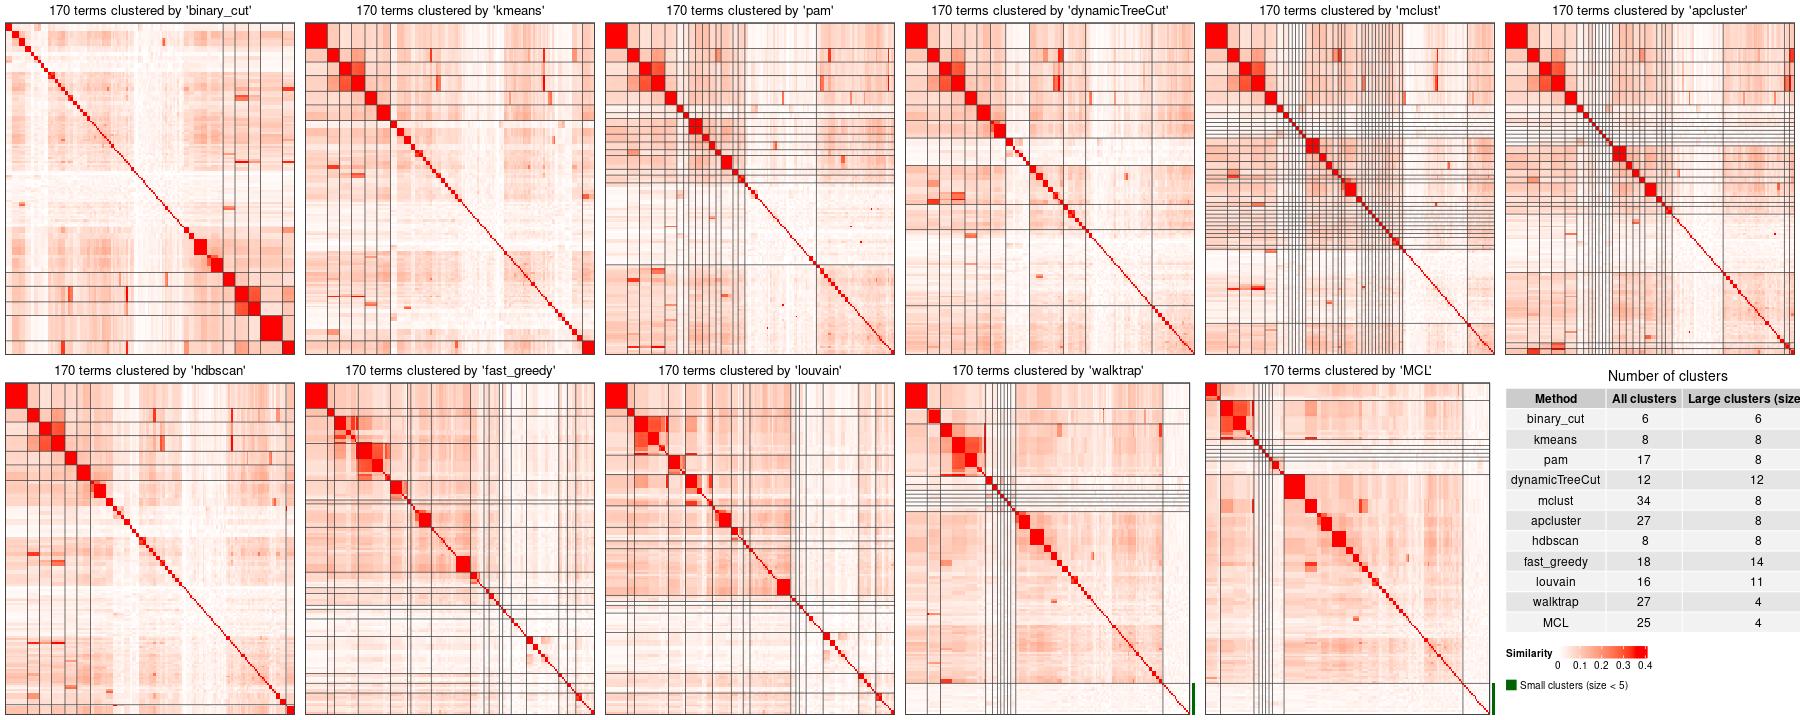 170 terms clustered by 'binary_cut'
170 terms clustered by 'kmeans'
170 terms clustered by 'pam'
170 terms clustered by 'dynamicTreeCut'
170 terms clustered by 'mclust'
170 terms clustered by 'apcluster'
170 terms clustered by 'hdbscan'
170 terms clustered by 'fast_greedy'
170 terms clustered by 'louvain'
170 terms clustered by 'walktrap'
170 terms clustered by 'MCL'
Number of clusters
Method All clusters Large clusters (size
binary_cut 6 6
kmeans 8 8
pam 17 8
dynamicTreeCut 12 12
mclust 34 8
apcluster 27 8
hdbscan 8 8
fast_greedy 18 14
louvain 16 11
walktrap 27 4
MCL 25 4
Similarity
0 0.1 0.2 0.3 0.4
Small clusters (size < 5)